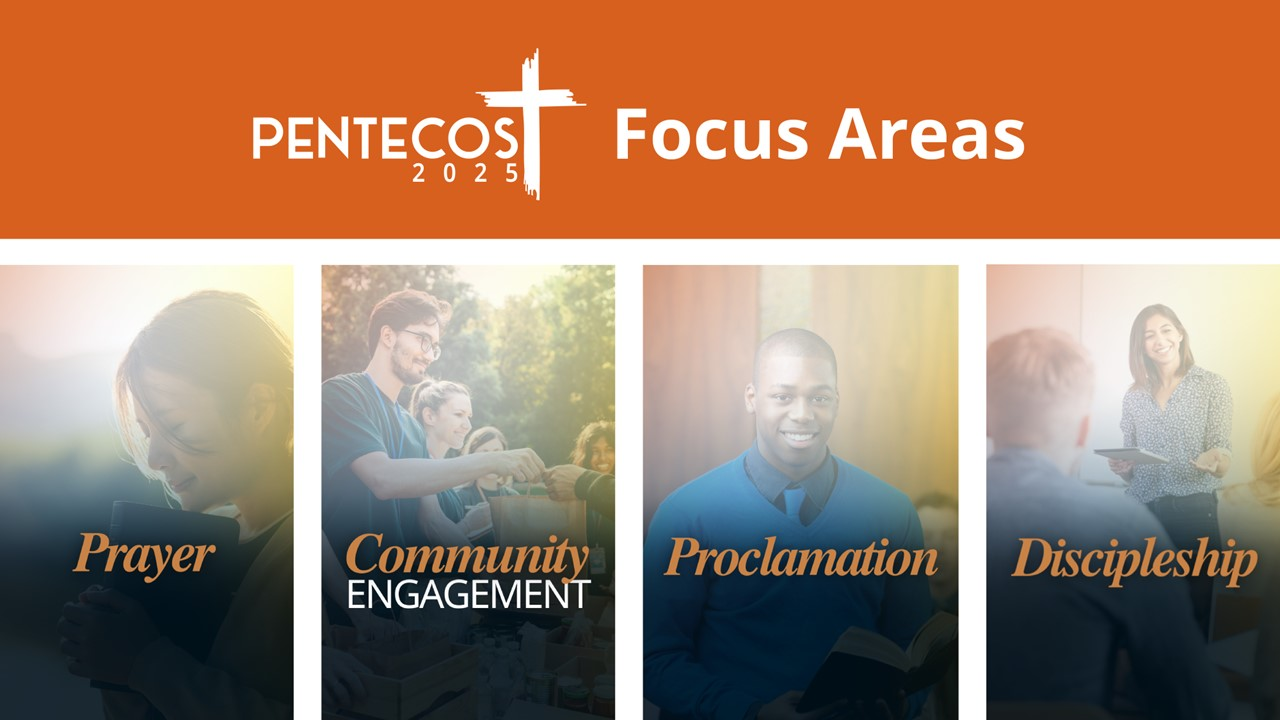 PENTECOST Focus Areas
2025
Prayer
Community
ENGAGEMENT
Proclamation
Discipleship